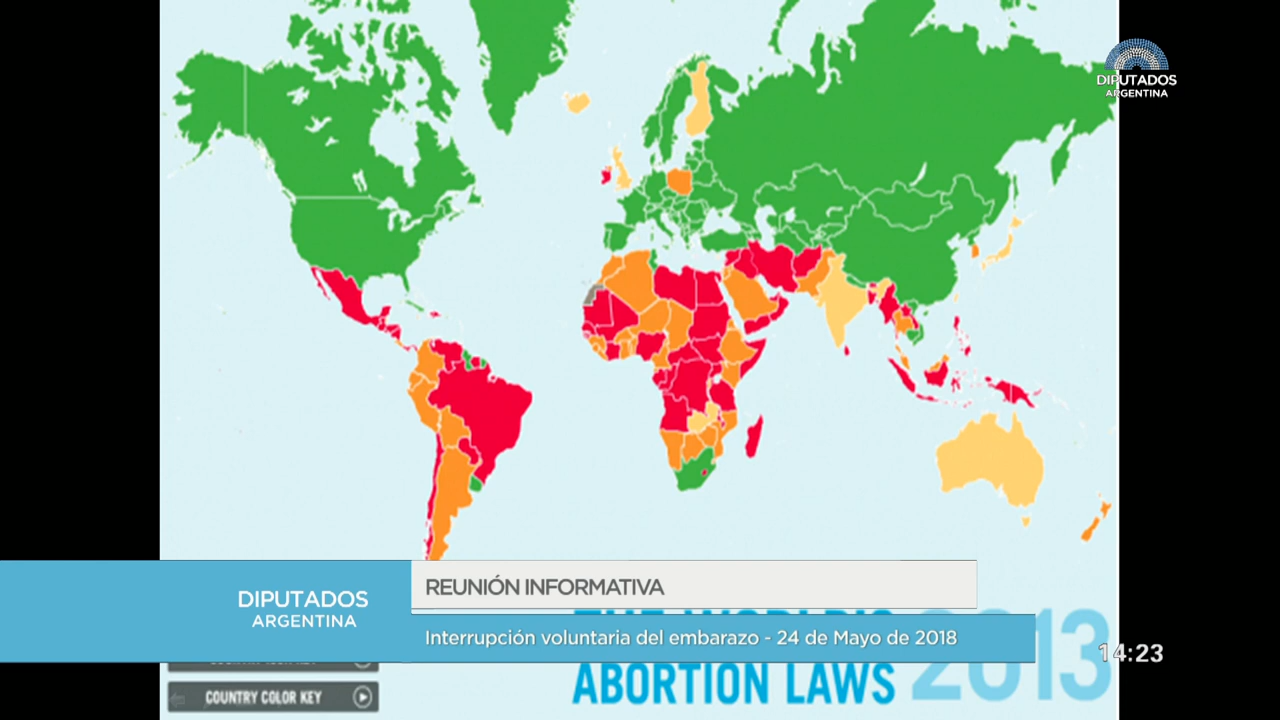 DIPUTADOS
ARGENTINA
REUNIÓN INFORMATIVA
DIPUTADOS
ARGENTINA
Interrupción voluntaria del embarazo - 24 de Mayo de 2018
2013
14:23
ABORTION LAWS
COUNTRY COLOR KEY